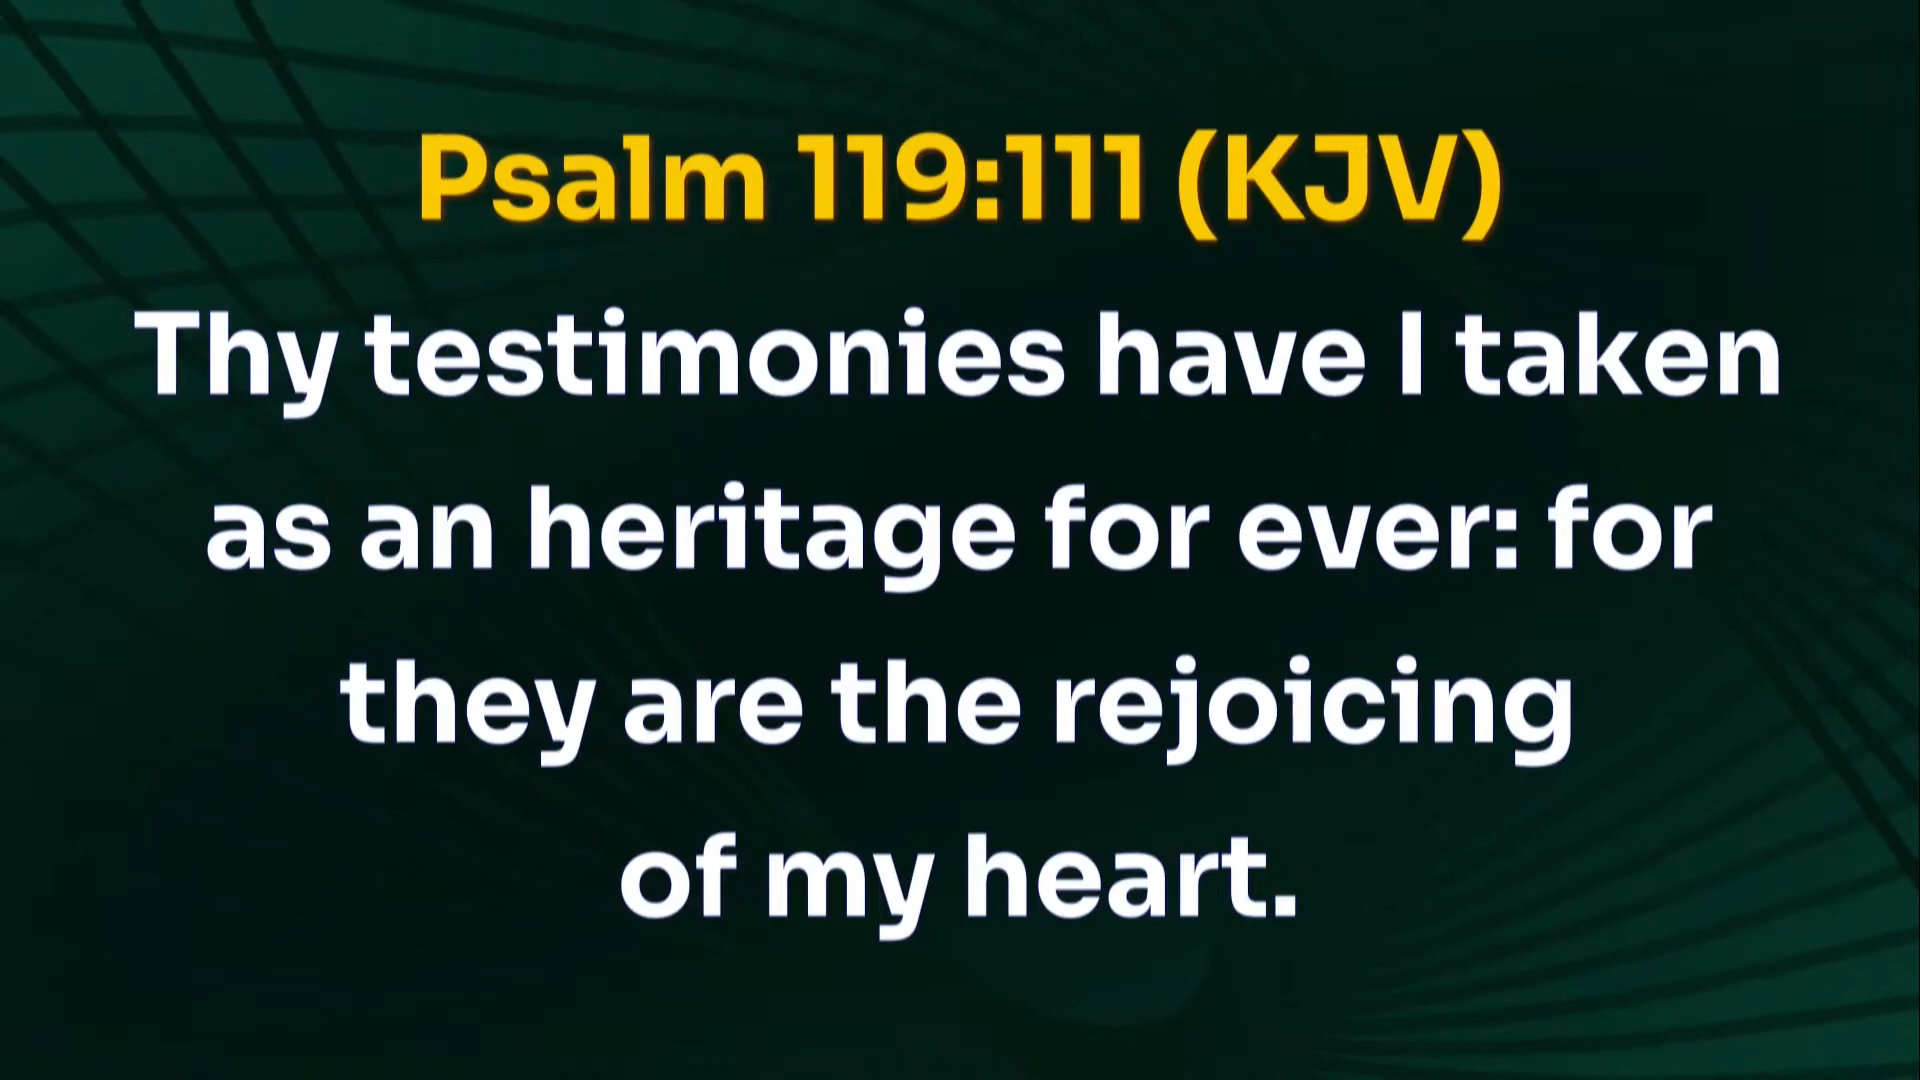 Psalm 119:111 (KJV)
Thy testimonies have I taken
as an heritage for ever: for
they are the rejoicing
of my heart.